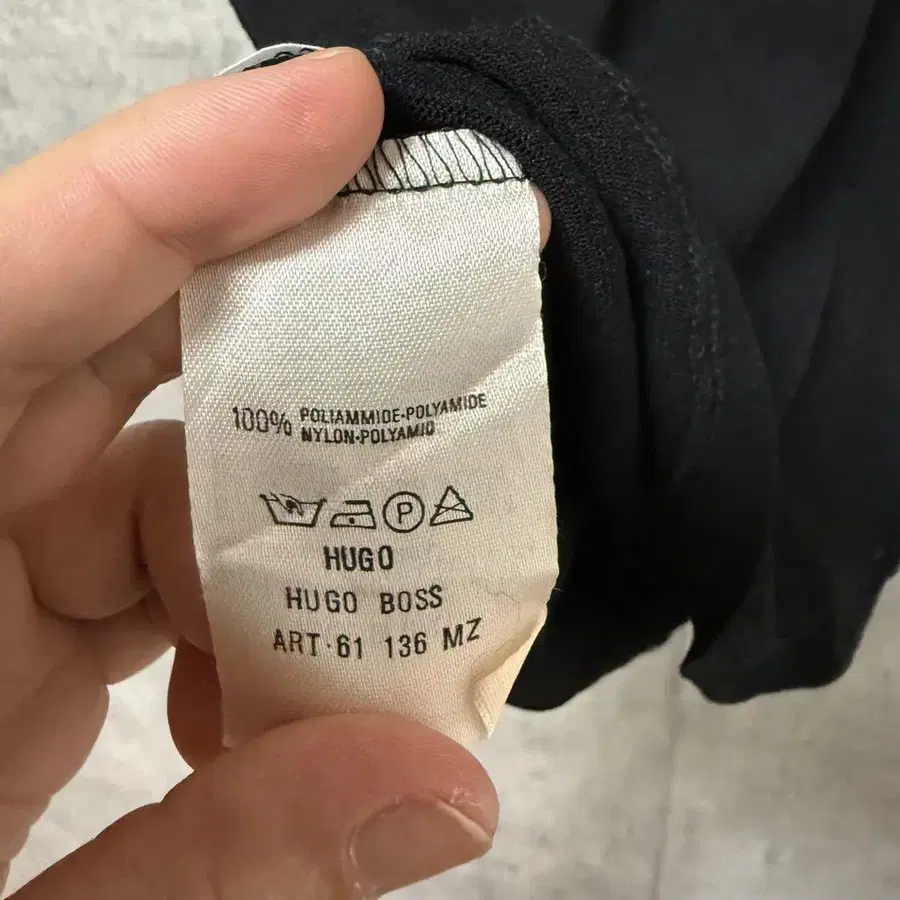 100% POLIAMMIDE·POLYAMIDE
NYLON·POLYAMID
P
HUGO
HUGO BOSS
ART·61 136 MZ